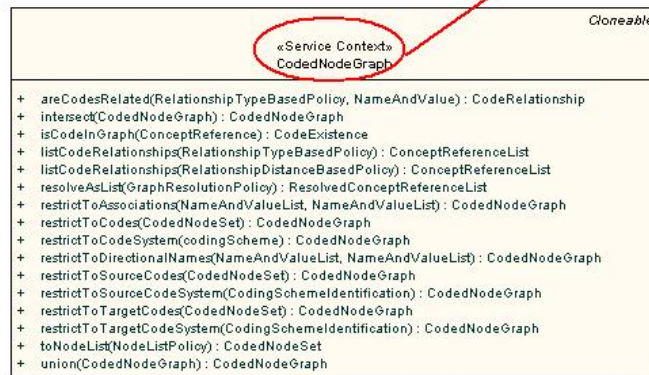 Cloneable
«Service Context»
CodedNodeGraph
+ areCodesRelated(RelationshipTypeBasedPolicy, NameAndValue) : CodeRelationship
+ intersect(CodedNodeGraph) : CodedNodeGraph
+ isCodeInGraph(ConceptReference) : CodeExistence
+ listCodeRelationships(RelationshipTypeBasedPolicy) : ConceptReferenceList
+ listCodeRelationships(RelationshipDistanceBasedPolicy) : ConceptReferenceList
+ resolveAsList(GraphResolutionPolicy) : ResolvedConceptReferenceList
+ restrictToAssociations(NameAndValueList, NameAndValueList) : CodedNodeGraph
+ restrictToCodes(CodedNodeSet) : CodedNodeGraph
+ restrictToCodeSystem(codingScheme) : CodedNodeGraph
+ restrictToDirectionalNames(NameAndValueList, NameAndValueList) : CodedNodeGraph
+ restrictToSourceCodes(CodedNodeSet) : CodedNodeGraph
+ restrictToSourceCodeSystem(CodingSchemeIdentification) : CodedNodeGraph
+ restrictToTargetCodes(CodedNodeSet) : CodedNodeGraph
+ restrictToTargetCodeSystem(CodingSchemeIdentification) : CodedNodeGraph
+ toNodeList(NodeListPolicy) : CodedNodeSet
+ union(CodedNodeGraph) : CodedNodeGraph